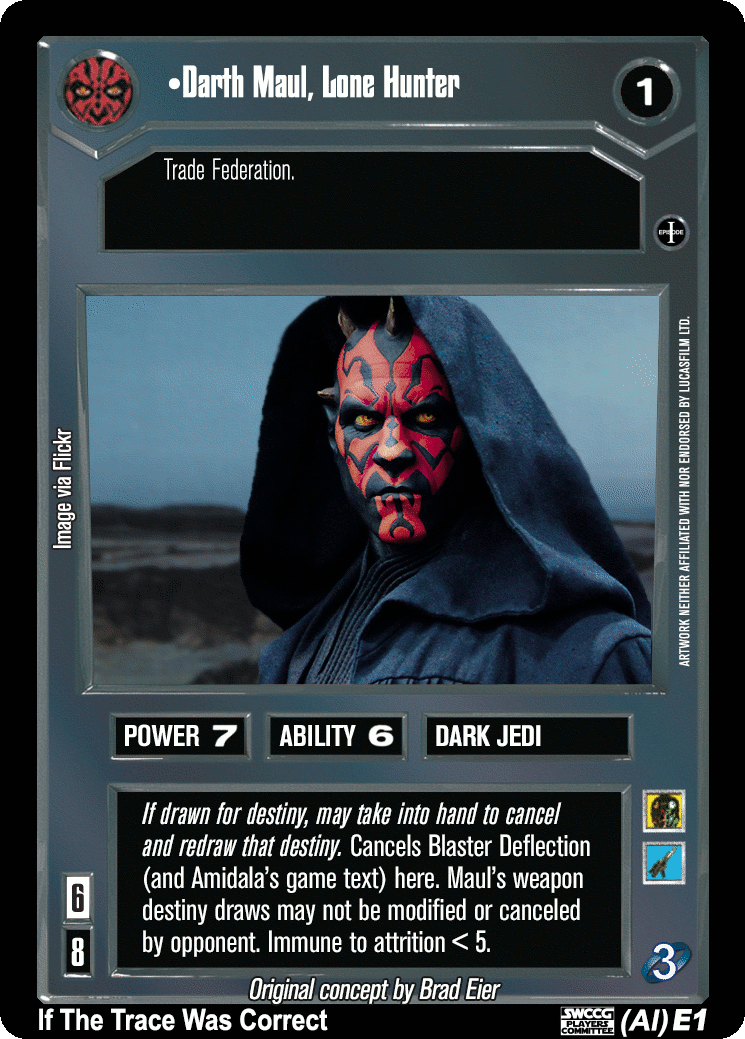 •Darth Maul, Lone Hunter
1
Trade Federation.
EPISODE
I
Image via Flickr
ARTWORK NEITHER AFFILIATED WITH NOR ENDORSED BY LUCASFILM LTD.
POWER 7
ABILITY 6
DARK JEDI
If drawn for destiny, may take into hand to cancel
and redraw that destiny. Cancels Blaster Deflection
(and Amidala's game text) here. Maul's weapon
destiny draws may not be modified or canceled
by opponent. Immune to attrition < 5.
6
8
3
Original concept by Brad Eier
If The Trace Was Correct
SWCCG
PLAYERS
COMMITTEE
(AI) E1